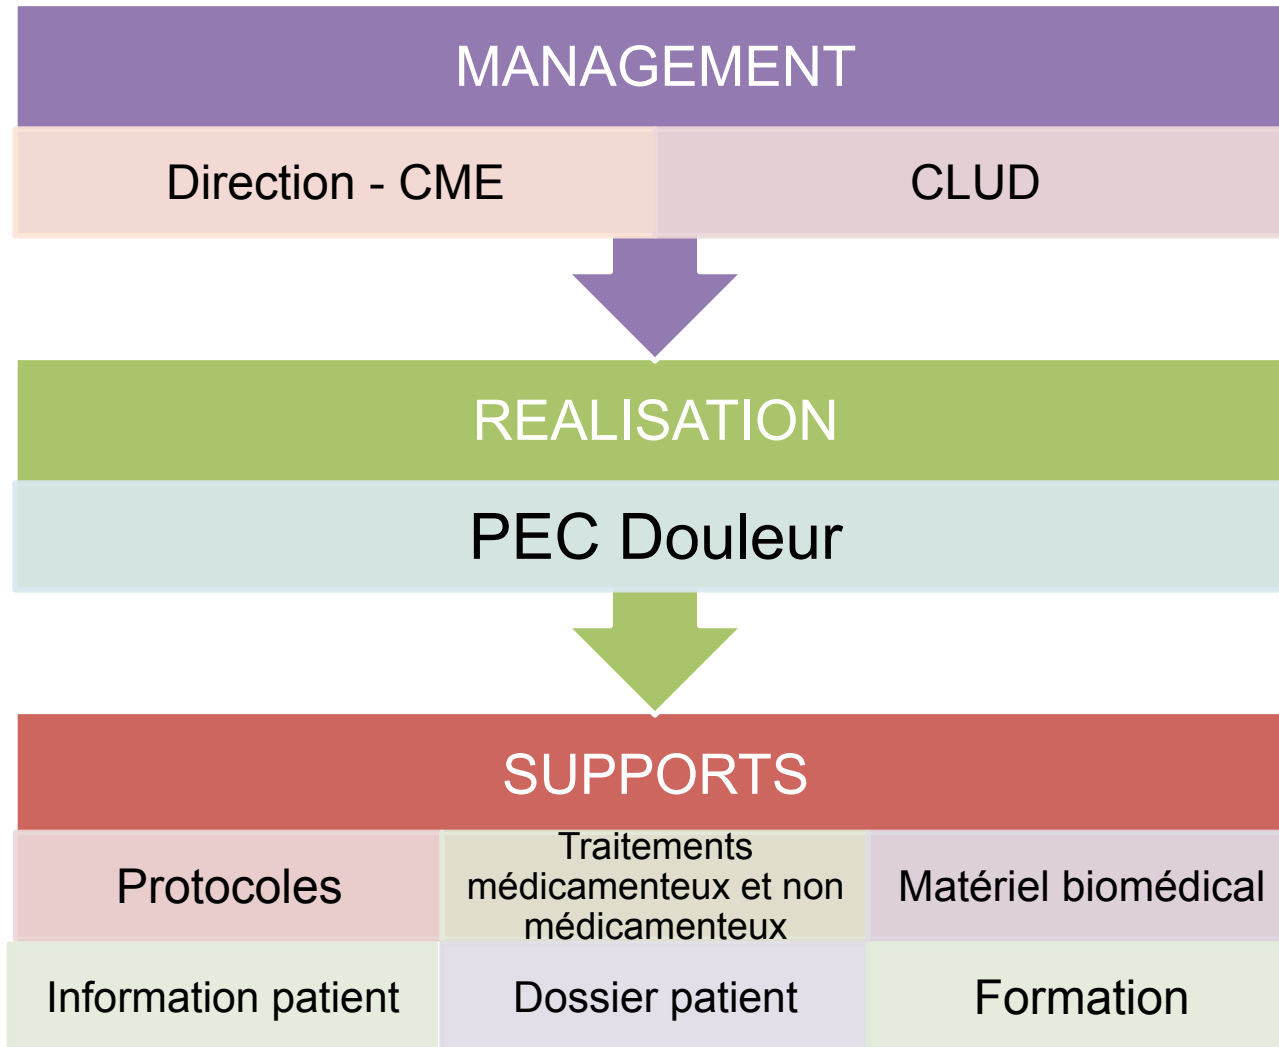 MANAGEMENT
Direction - CME
CLUD
REALISATION
PEC Douleur
SUPPORTS
Protocoles
Traitements
médicamenteux et non
médicamenteux
Matériel biomédical
Information patient
Dossier patient
Formation